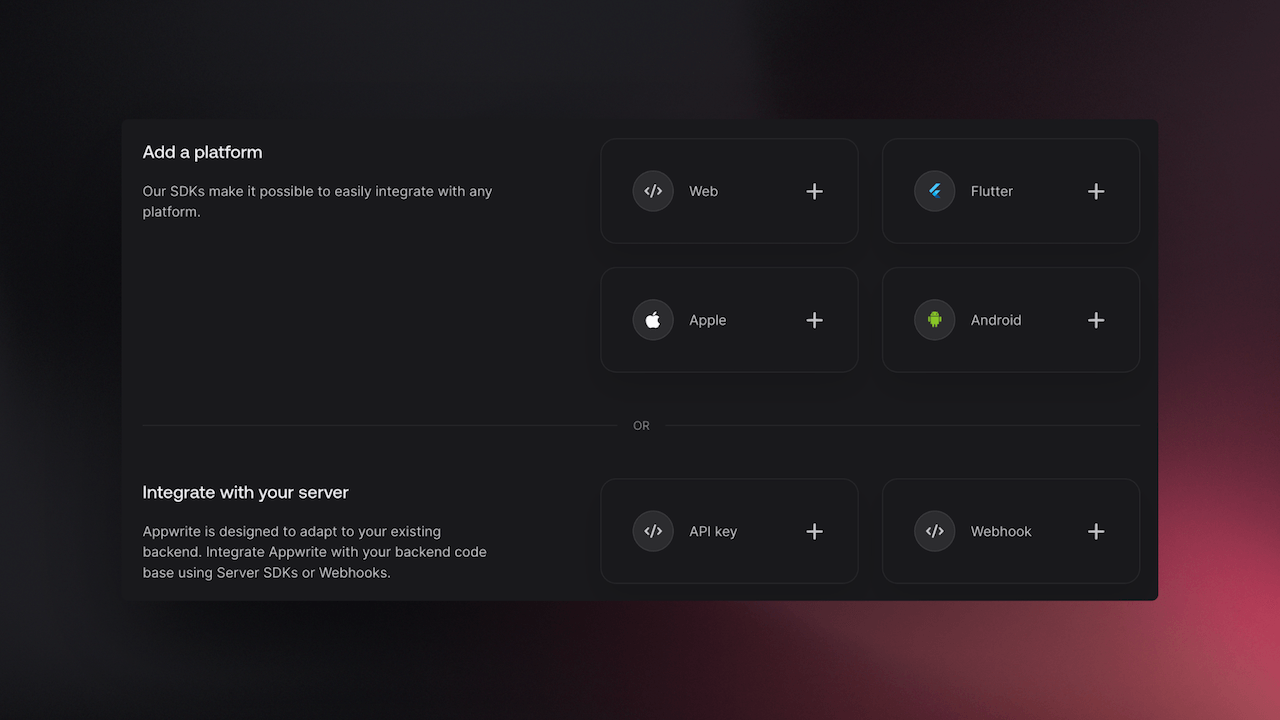 Add a platform
Our SDKs make it possible to easily integrate with any
platform.
Web
Flutter
Apple
Android
OR
Integrate with your server
Appwrite is designed to adapt to your existing
backend. Integrate Appwrite with your backend code
base using Server SDKs or Webhooks.
API key
Webhook